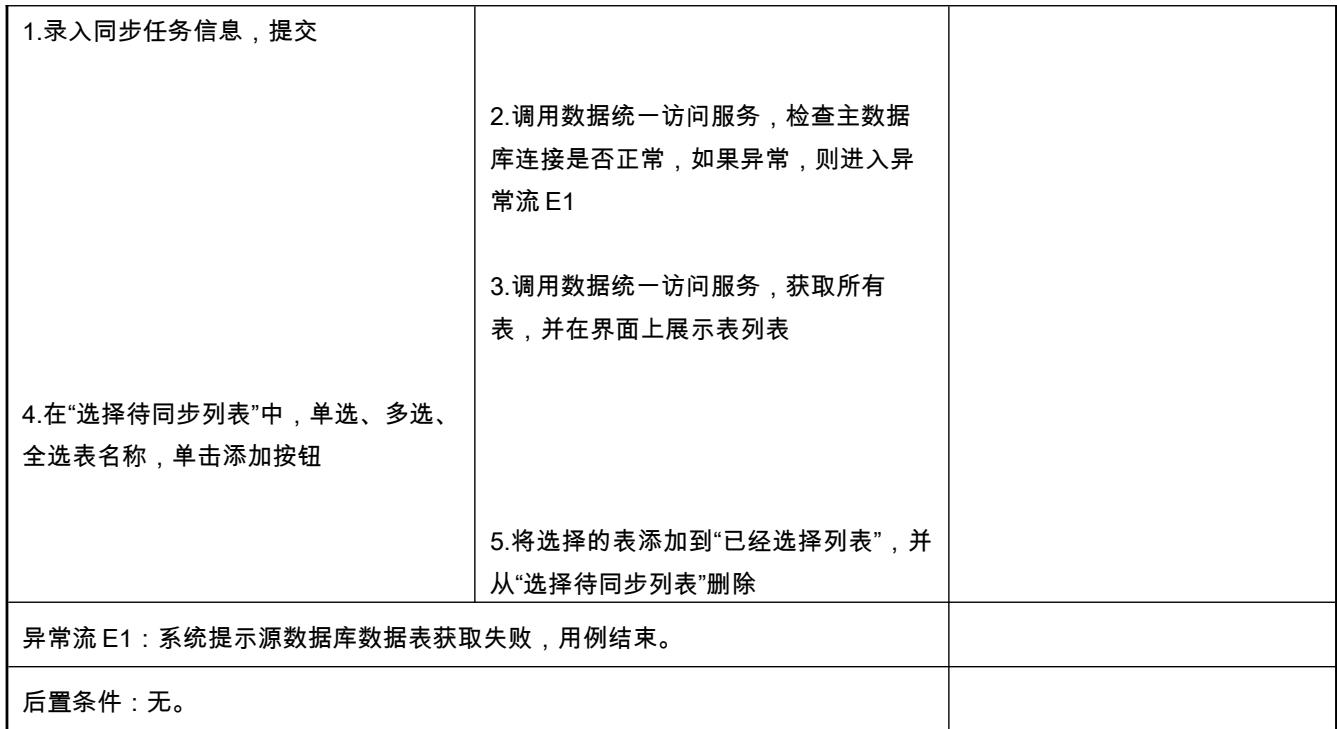 1.录入同步任务信息，提交
2.调用数据统一访问服务，检查主数据
库连接是否正常，如果异常，则进入异
常流 E1
3.调用数据统一访问服务，获取所有
表，并在界面上展示表列表
4.在“选择待同步列表”中，单选、多选、
全选表名称，单击添加按钮
5.将选择的表添加到“已经选择列表”，并
从“选择待同步列表”删除
异常流 E1：系统提示源数据库数据表获取失败，用例结束。
后置条件：无。